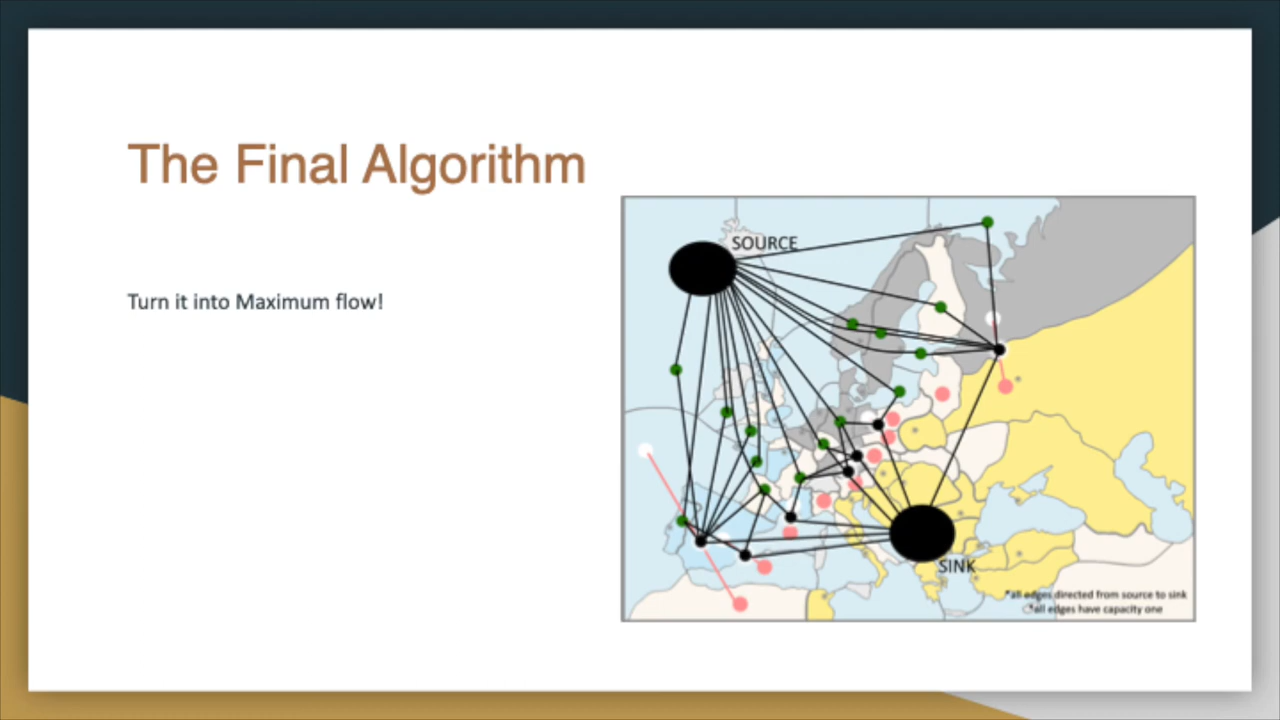 The Final Algorithm
SOURCE
Turn it into Maximum flow!
SINK
*all edges directed from source to sink
*all edges have capacity one